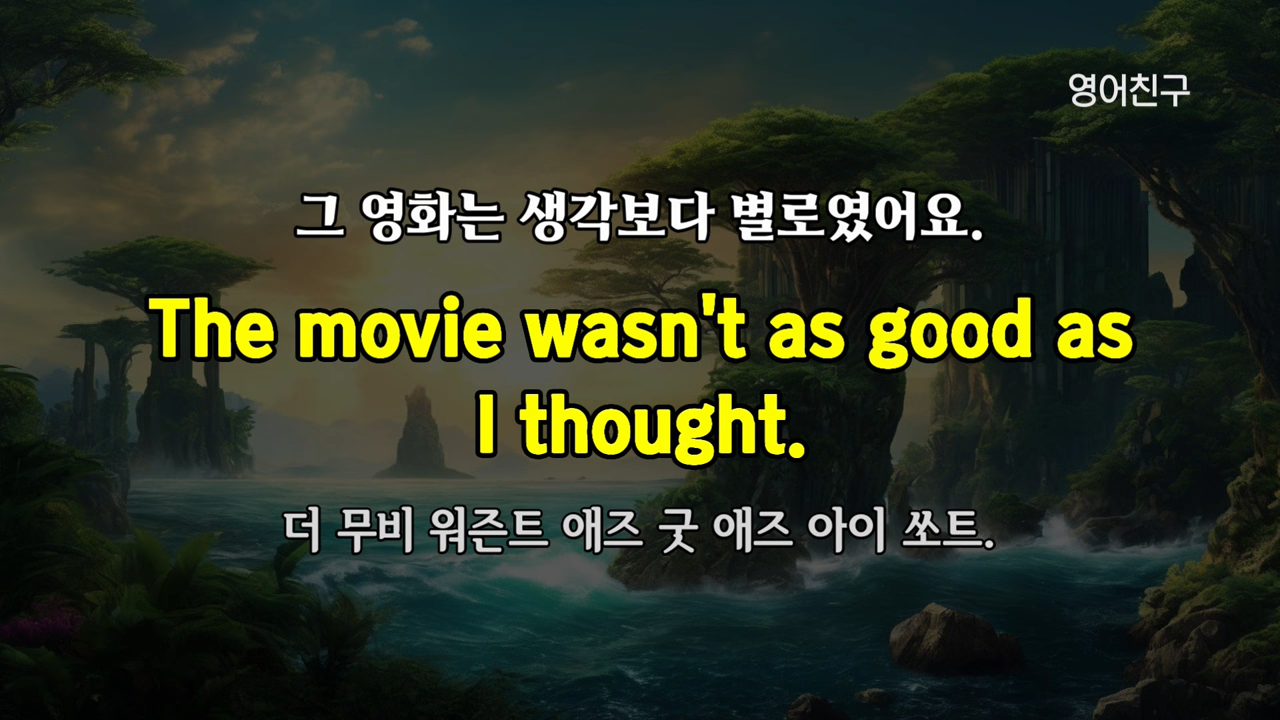 영어친구
그 영화는 생각보다 별로였어요.
The movie wasn't as good as
I thought.
더 무비 워즌트 애즈 굿 애즈 아이 쏘트.